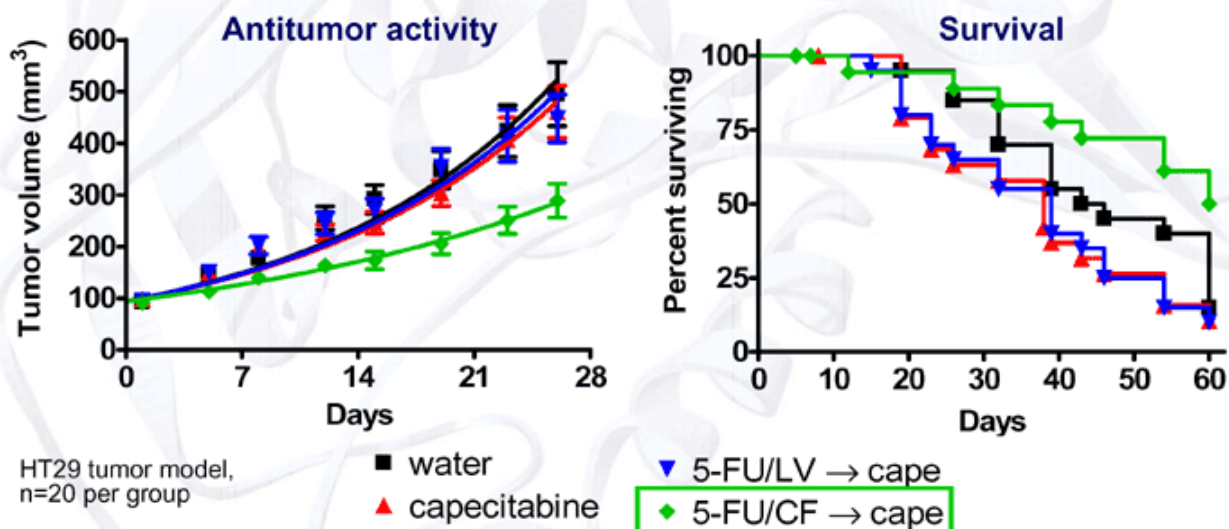 Antitumor activity
Tumor volume (mm³)
600
500
400
300
200
100
0
0 7 14 21 28
Days
Survival
Percent surviving
100
75
50
25
0
0 10 20 30 40 50 60
Days
HT29 tumor model,
n=20 per group
water
capecitabine
5-FU/LV → cape
5-FU/CF → cape